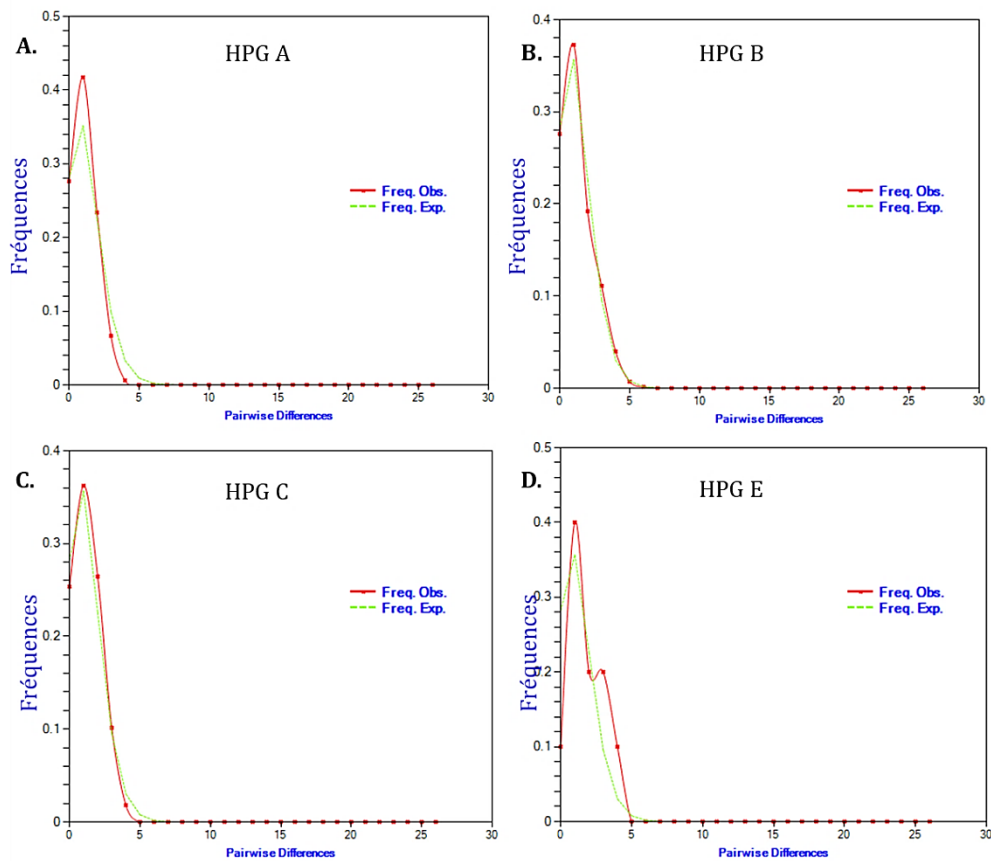 A.
HPG A
0.5
0.4
0.3
0.2
0.1
0
Fréquences
Freq. Obs.
Freq. Exp.
0 5 10 15 20 25 30
Pairwise Differences
B.
HPG B
0.4
0.3
0.2
0.1
0
Fréquences
Freq. Obs.
Freq. Exp.
0 5 10 15 20 25 30
Pairwise Differences
C.
HPG C
0.4
0.3
0.2
0.1
0
Fréquences
Freq. Obs.
Freq. Exp.
0 5 10 15 20 25 30
Pairwise Differences
D.
HPG E
0.5
0.4
0.3
0.2
0.1
0
Fréquences
Freq. Obs.
Freq. Exp.
0 5 10 15 20 25 30
Pairwise Differences